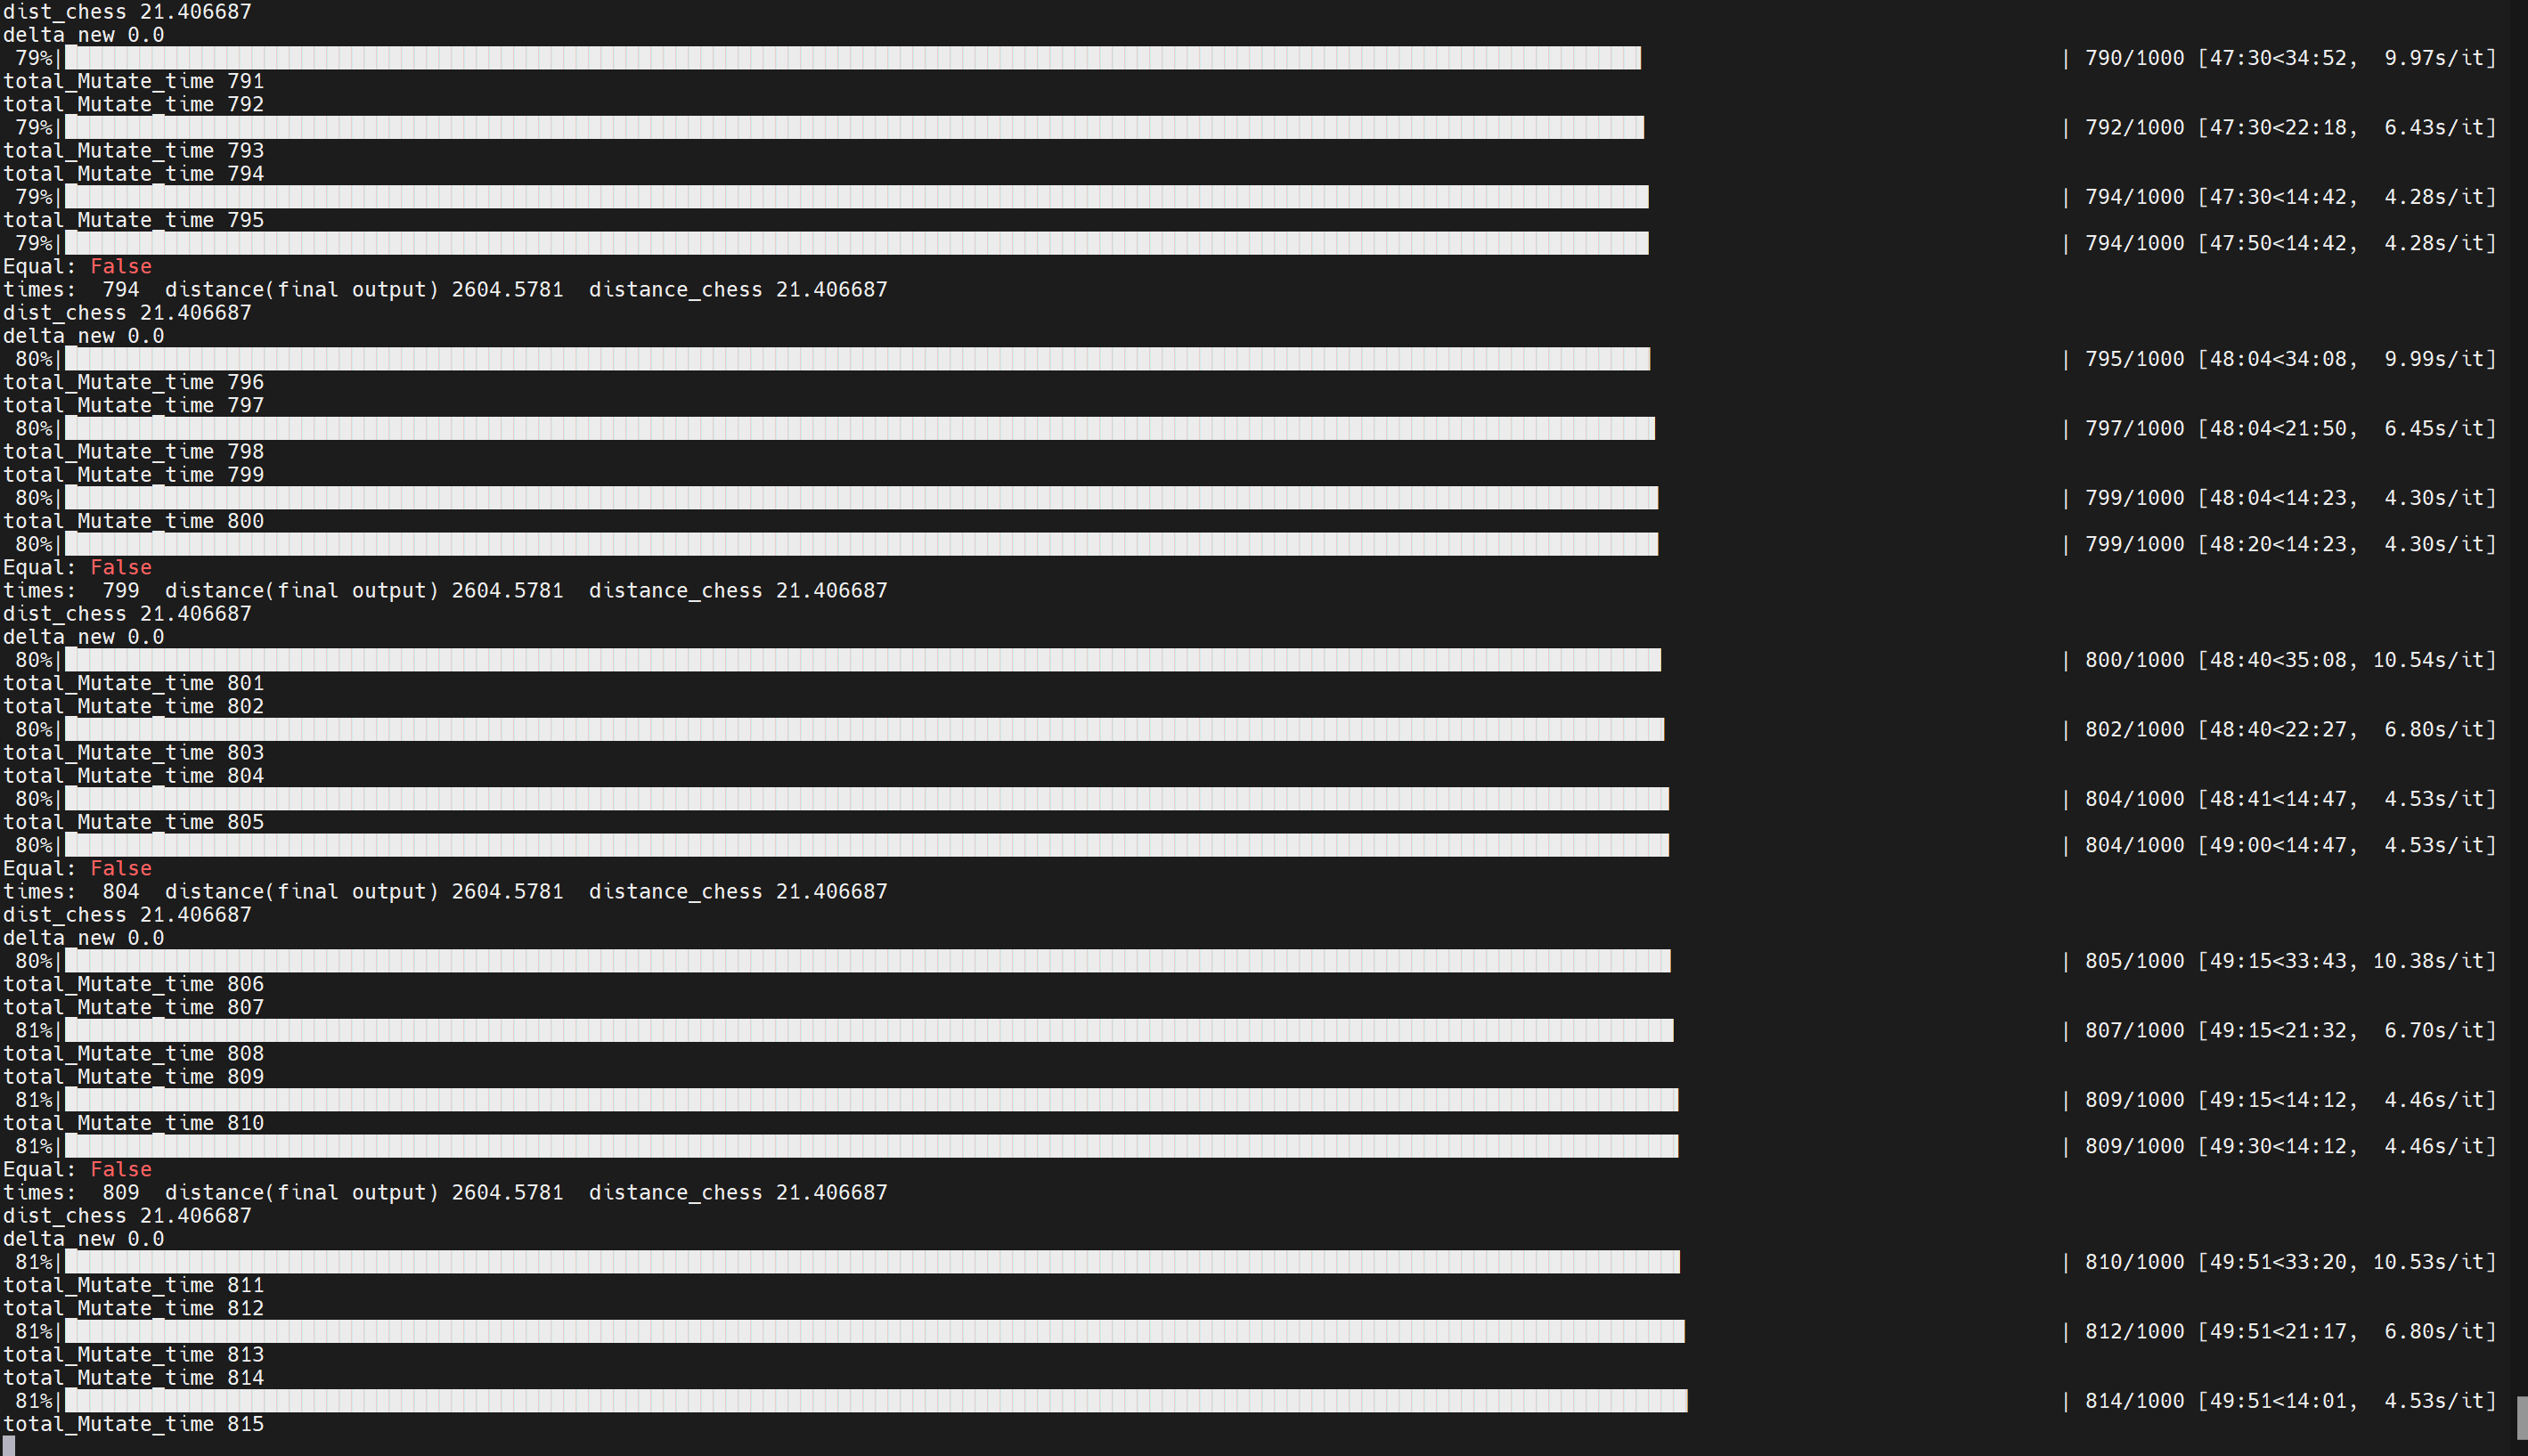 dist_chess 21.406687
delta_new 0.0
79%| | 790/1000 [47:30<34:52, 9.97s/it]
total_Mutate_time 791
total_Mutate_time 792
79%| | 792/1000 [47:30<22:18, 6.43s/it]
total_Mutate_time 793
total_Mutate_time 794
79%| | 794/1000 [47:30<14:42, 4.28s/it]
total_Mutate_time 795
79%| | 794/1000 [47:50<14:42, 4.28s/it]
Equal: False
times:  794  distance(final output) 2604.5781  distance_chess 21.406687
dist_chess 21.406687
delta_new 0.0
80%| | 795/1000 [48:04<34:08, 9.99s/it]
total_Mutate_time 796
total_Mutate_time 797
80%| | 797/1000 [48:04<21:50, 6.45s/it]
total_Mutate_time 798
total_Mutate_time 799
80%| | 799/1000 [48:04<14:23, 4.30s/it]
total_Mutate_time 800
80%| | 799/1000 [48:20<14:23, 4.30s/it]
Equal: False
times:  799  distance(final output) 2604.5781  distance_chess 21.406687
dist_chess 21.406687
delta_new 0.0
80%| | 800/1000 [48:40<35:08, 10.54s/it]
total_Mutate_time 801
total_Mutate_time 802
80%| | 802/1000 [48:40<22:27, 6.80s/it]
total_Mutate_time 803
total_Mutate_time 804
80%| | 804/1000 [48:41<14:47, 4.53s/it]
total_Mutate_time 805
80%| | 804/1000 [49:00<14:47, 4.53s/it]
Equal: False
times:  804  distance(final output) 2604.5781  distance_chess 21.406687
dist_chess 21.406687
delta_new 0.0
80%| | 805/1000 [49:15<33:43, 10.38s/it]
total_Mutate_time 806
total_Mutate_time 807
81%| | 807/1000 [49:15<21:32, 6.70s/it]
total_Mutate_time 808
total_Mutate_time 809
81%| | 809/1000 [49:15<14:12, 4.46s/it]
total_Mutate_time 810
81%| | 809/1000 [49:30<14:12, 4.46s/it]
Equal: False
times:  809  distance(final output) 2604.5781  distance_chess 21.406687
dist_chess 21.406687
delta_new 0.0
81%| | 810/1000 [49:51<33:20, 10.53s/it]
total_Mutate_time 811
total_Mutate_time 812
81%| | 812/1000 [49:51<21:17, 6.80s/it]
total_Mutate_time 813
total_Mutate_time 814
81%| | 814/1000 [49:51<14:01, 4.53s/it]
total_Mutate_time 815